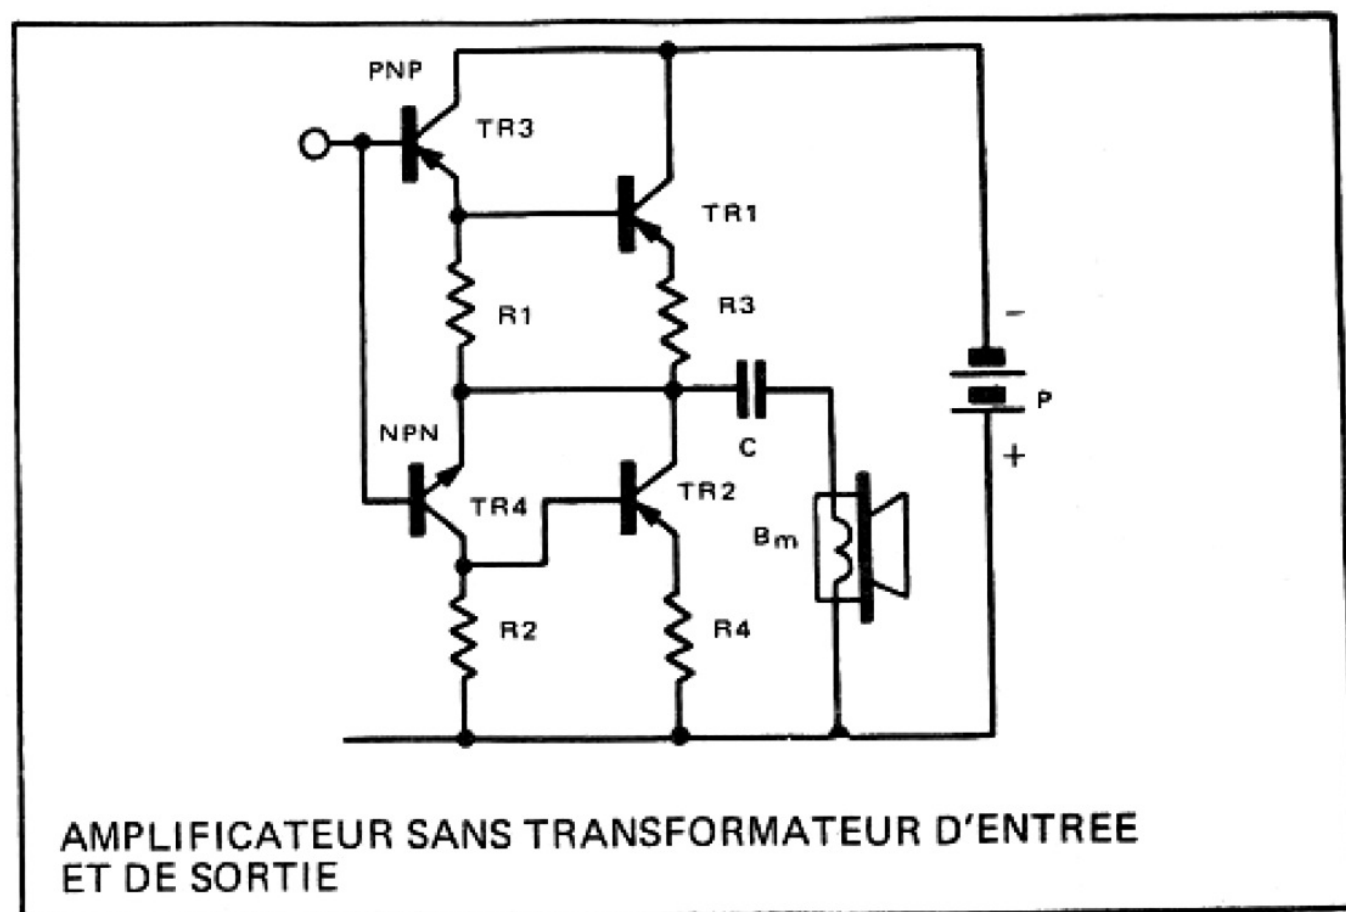 PNP
TR3
TR1
R1
R3
-
P
NPN
C
+
TR4
TR2
Bm
R2
R4
AMPLIFICATEUR SANS TRANSFORMATEUR D'ENTREE
ET DE SORTIE